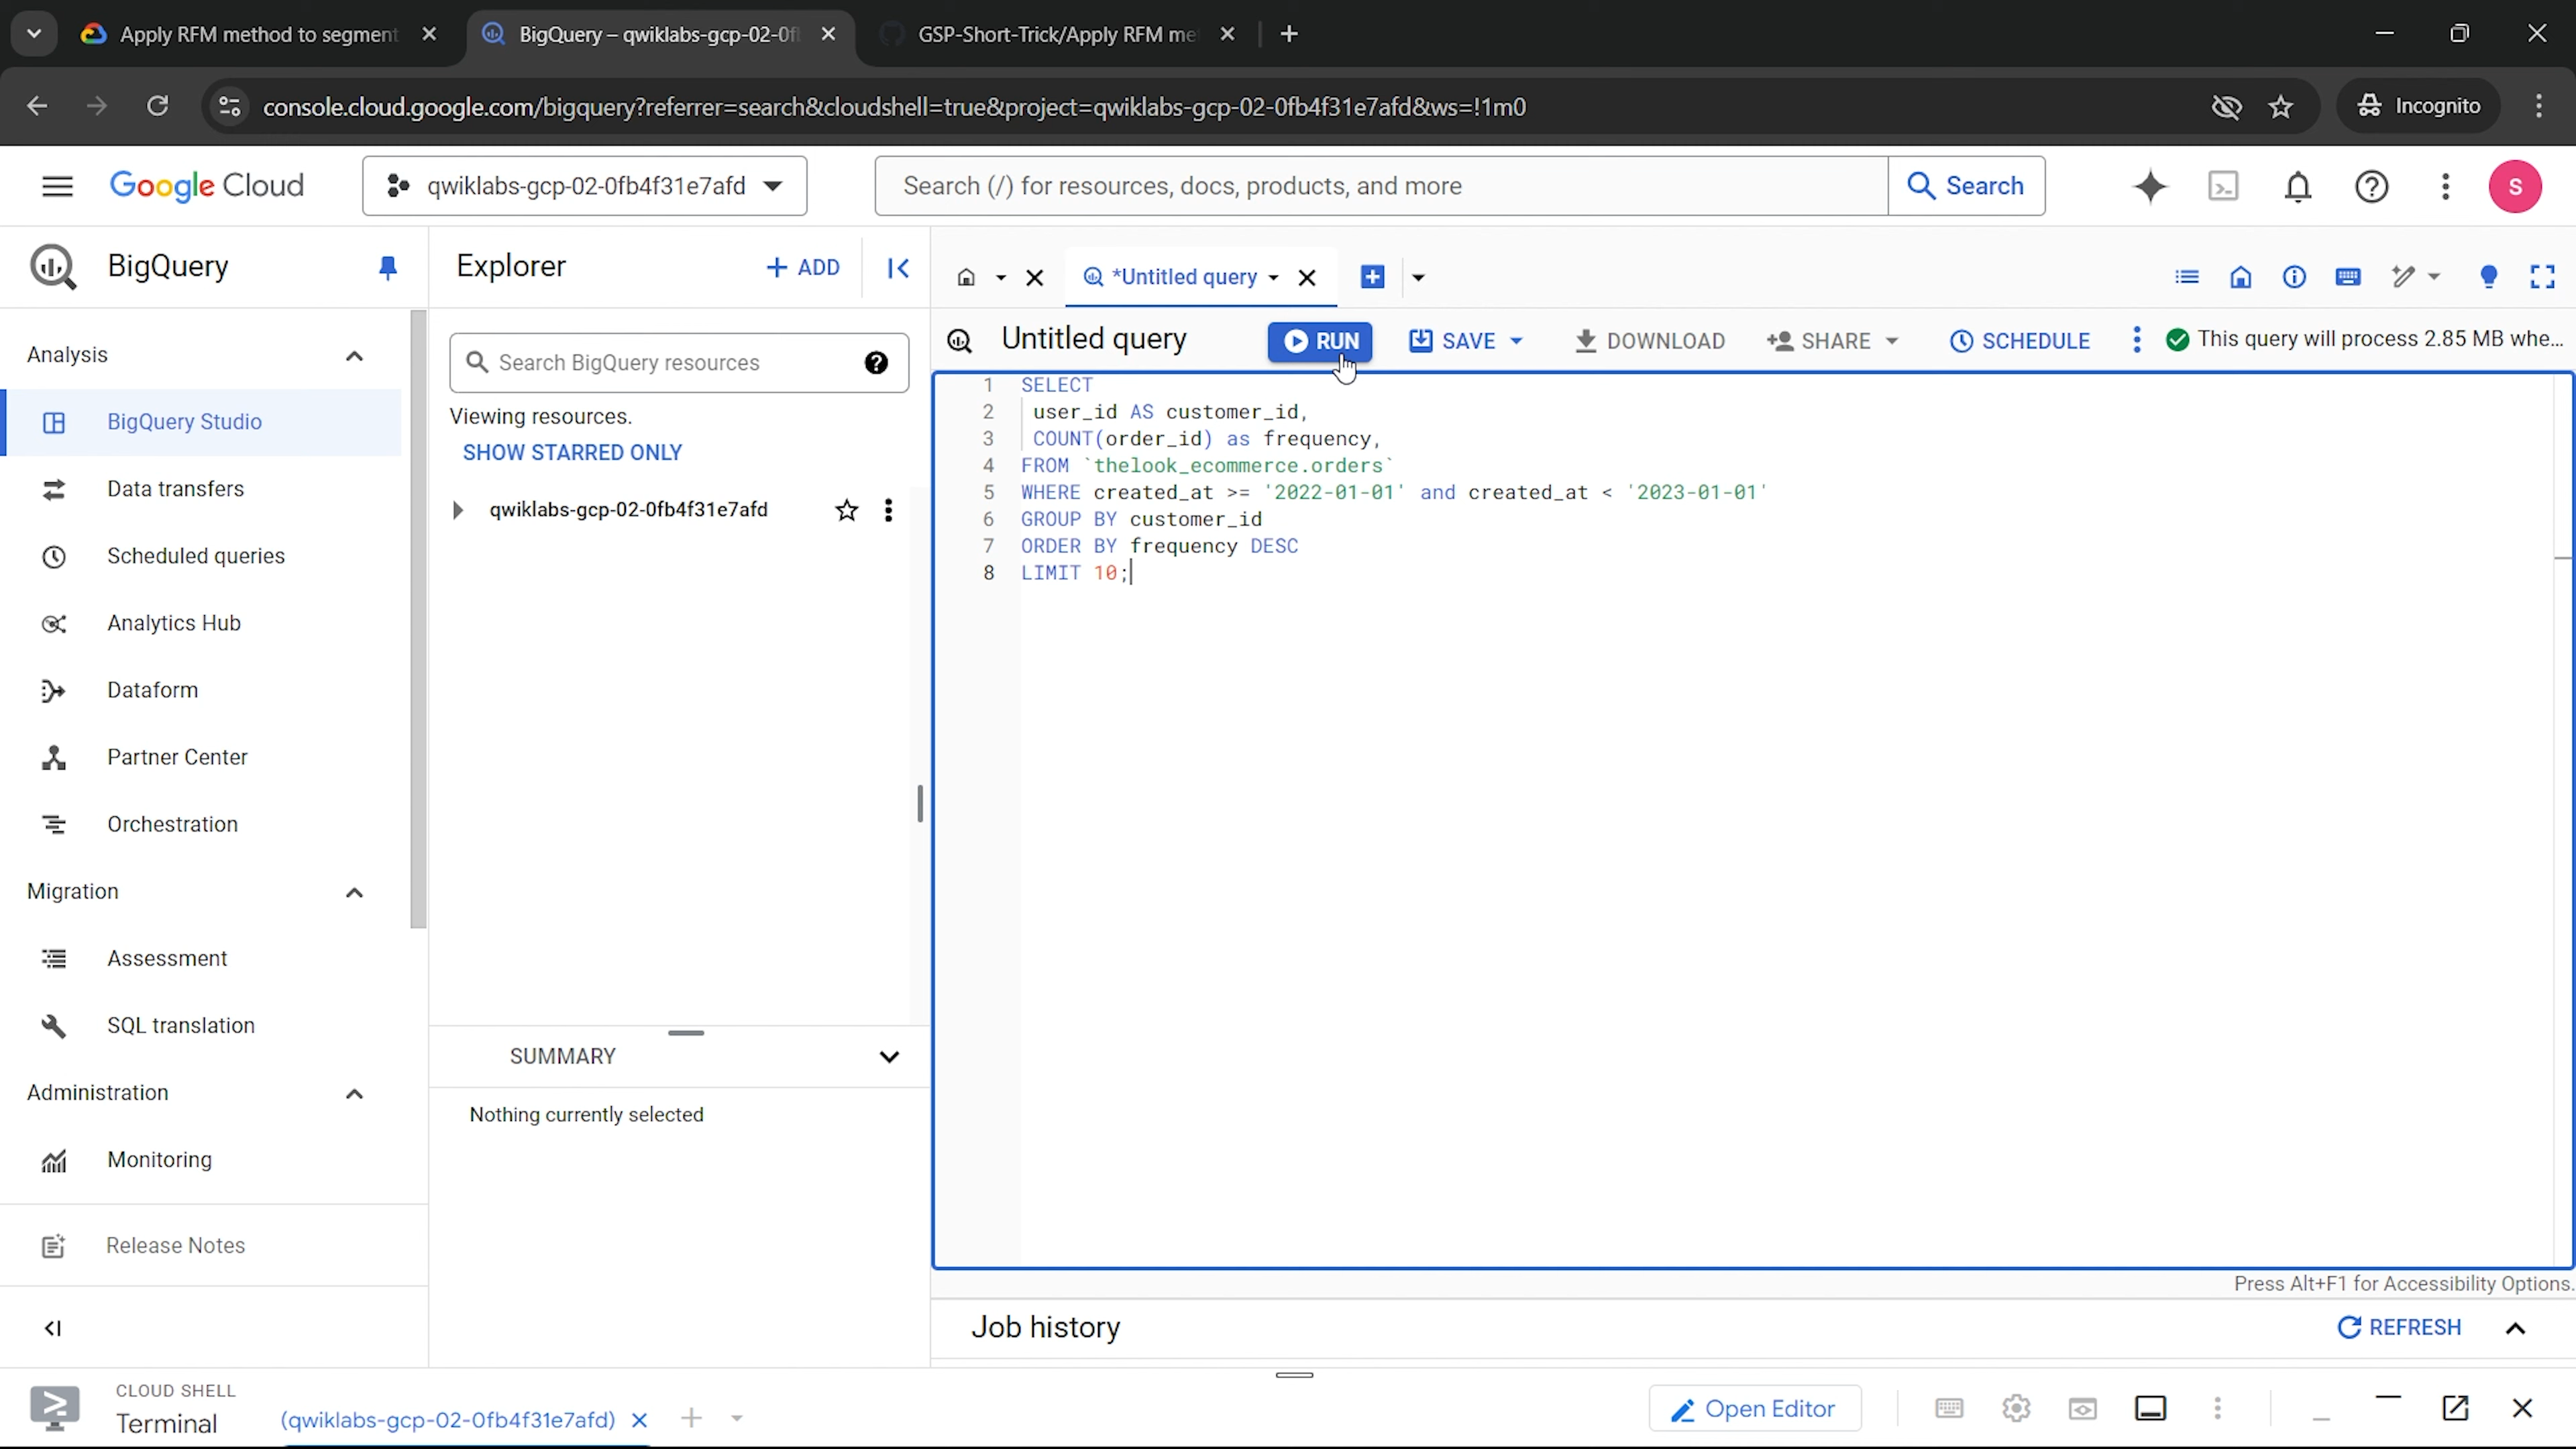 Apply RFM method to segment
BigQuery – qwiklabs-gcp-02-0f
GSP-Short-Trick/Apply RFM me
console.cloud.google.com/bigquery?referrer=search&cloudshell=true&project=qwiklabs-gcp-02-0fb4f31e7afd&ws=!1m0
Incognito
Google Cloud
qwiklabs-gcp-02-0fb4f31e7afd
Search (/) for resources, docs, products, and more
Search
S
BigQuery
Explorer
+ ADD
*Untitled query
Analysis
Search BigQuery resources
Untitled query
RUN
SAVE
DOWNLOAD
SHARE
SCHEDULE
This query will process 2.85 MB whe...
BigQuery Studio
Viewing resources.
SHOW STARRED ONLY
qwiklabs-gcp-02-0fb4f31e7afd
1 SELECT
2 user_id AS customer_id,
3 COUNT(order_id) as frequency,
4 FROM `thelook_ecommerce.orders`
5 WHERE created_at >= '2022-01-01' and created_at < '2023-01-01'
6 GROUP BY customer_id
7 ORDER BY frequency DESC
8 LIMIT 10;
Data transfers
Scheduled queries
Analytics Hub
Dataform
Partner Center
Orchestration
Migration
Assessment
SQL translation
Administration
Monitoring
Release Notes
SUMMARY
Nothing currently selected
Press Alt+F1 for Accessibility Options.
Job history
REFRESH
CLOUD SHELL
Terminal
(qwiklabs-gcp-02-0fb4f31e7afd)
Open Editor